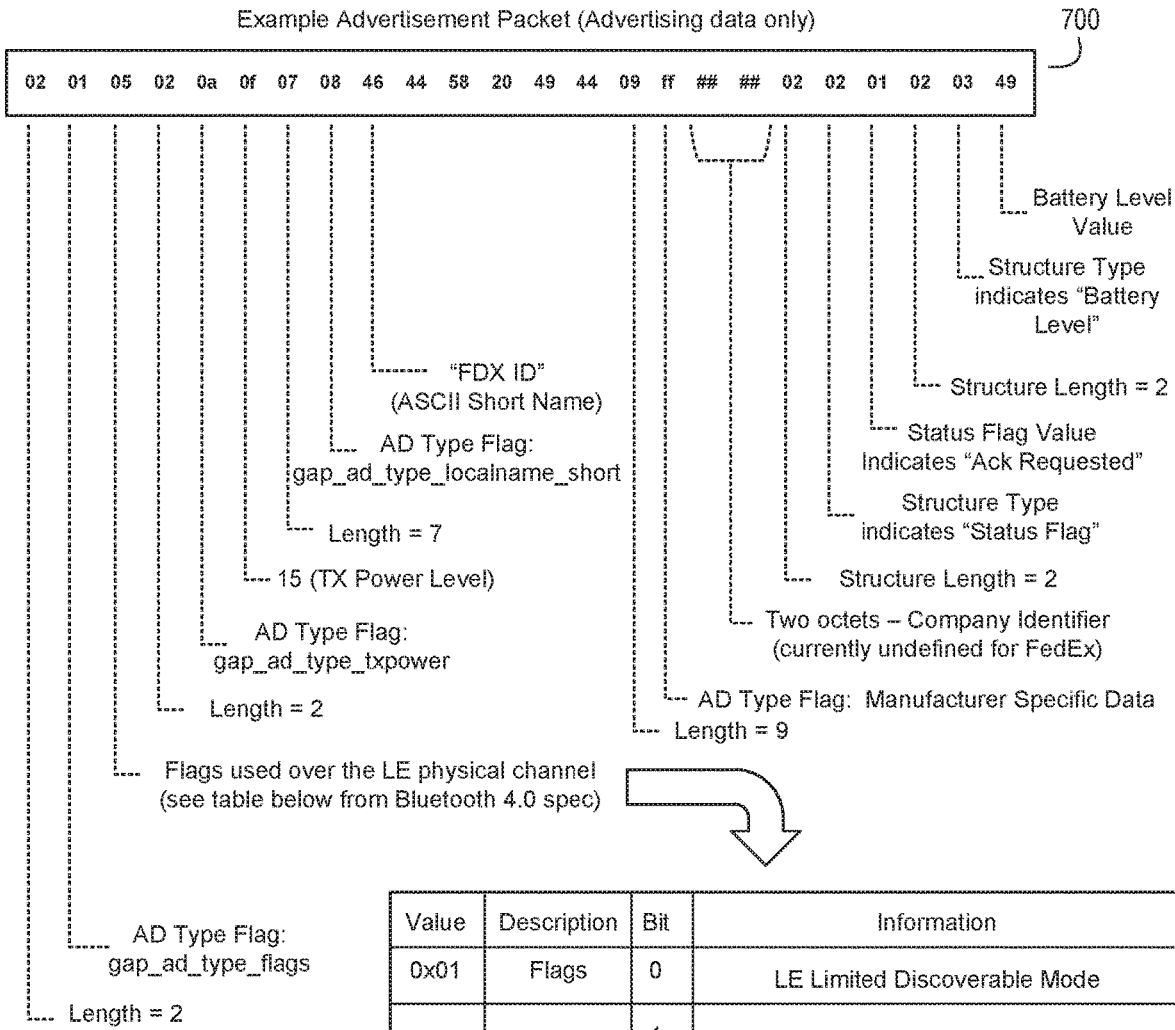 Example Advertisement Packet (Advertising data only)
700
02 01 05 02 0a 0f 07 08 46 44 58 20 49 44 09 ff ## ## 02 02 01 02 03 49
Battery Level
Value
Structure Type
indicates “Battery
Level”
Structure Length = 2
Status Flag Value
Indicates “Ack Requested”
Structure Type
indicates “Status Flag”
Structure Length = 2
Two octets – Company Identifier
(currently undefined for FedEx)
AD Type Flag: Manufacturer Specific Data
Length = 9
“FDX ID”
(ASCII Short Name)
AD Type Flag:
gap_ad_type_localname_short
Length = 7
15 (TX Power Level)
AD Type Flag:
gap_ad_type_txpower
Length = 2
Flags used over the LE physical channel
(see table below from Bluetooth 4.0 spec)
AD Type Flag:
gap_ad_type_flags
Length = 2
Value Description Bit Information
0x01 Flags 0 LE Limited Discoverable Mode